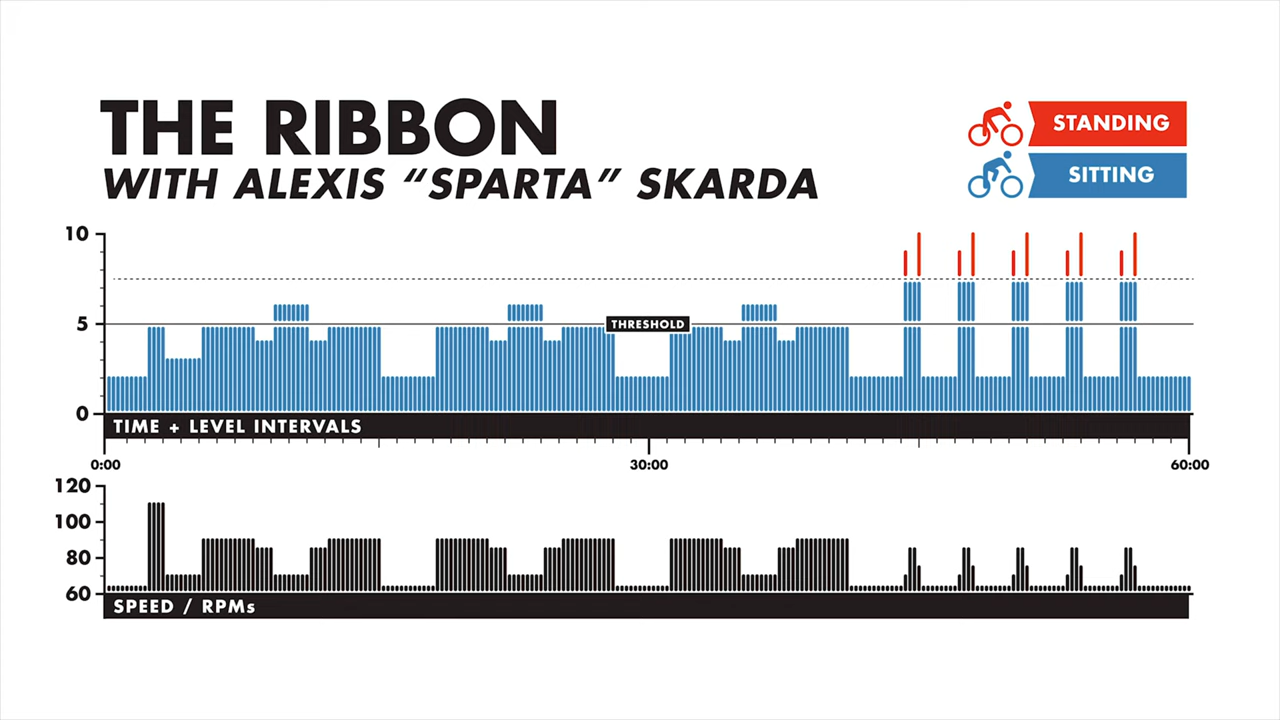 THE RIBBON
WITH ALEXIS “SPARTA” SKARDA
STANDING
SITTING
10
5
THRESHOLD
0
TIME + LEVEL INTERVALS
0:00
30:00
60:00
120
100
80
60
SPEED / RPMs